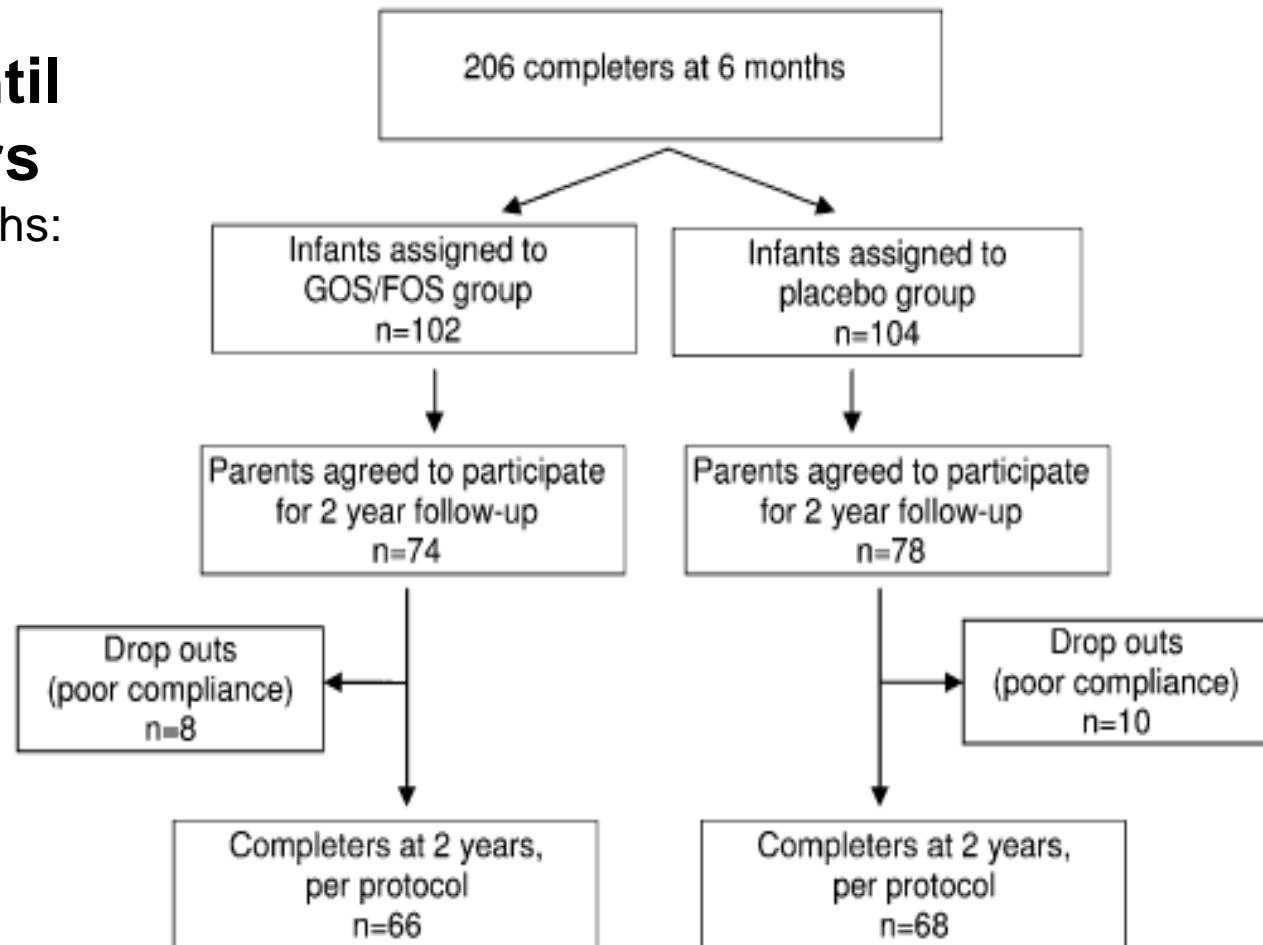 206 completers at 6 months
Infants assigned to
GOS/FOS group
n=102
Infants assigned to
placebo group
n=104
Parents agreed to participate
for 2 year follow-up
n=74
Parents agreed to participate
for 2 year follow-up
n=78
Drop outs
(poor compliance)
n=8
Drop outs
(poor compliance)
n=10
Completers at 2 years,
per protocol
n=66
Completers at 2 years,
per protocol
n=68